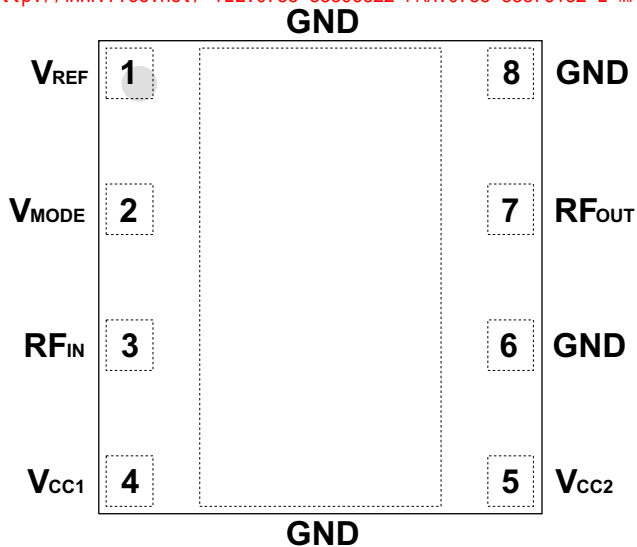 GND
VREF 1 8 GND
VMODE 2 7 RFOUT
RFIN 3 6 GND
VCC1 4 5 VCC2
GND